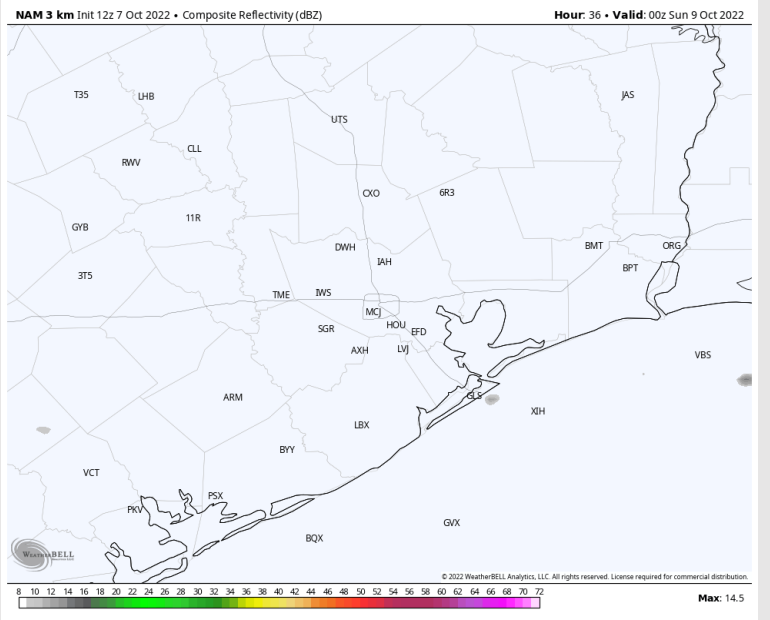 NAM 3 km Init 12z 7 Oct 2022 • Composite Reflectivity (dBZ) Hour: 36 • Valid: 00z Sun 9 Oct 2022
T35 LHB JAS
UTS
CLL
RWV
CXO 6R3
11R
GYB
DWH BMT ORG
IAH
BPT
3T5
TME IWS
MCJ
SGR HOU EFD
AXH LVJ
VBS
ARM GLS
XIH
LBX
BYY
VCT
PSX
PKV
GVX
BQX
WeatherBELL
© 2022 WeatherBELL Analytics, LLC. All rights reserved. License required for commercial distribution.
8 10 12 14 16 18 20 22 24 26 28 30 32 34 36 38 40 42 44 46 48 50 52 54 56 58 60 62 64 66 68 70 72
Max: 14.5